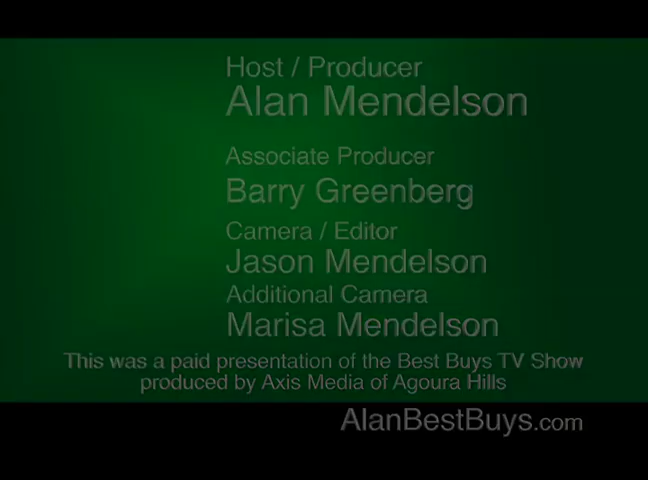 Host / Producer
Alan Mendelson
Associate Producer
Barry Greenberg
Camera / Editor
Jason Mendelson
Additional Camera
Marisa Mendelson
This was a paid presentation of the Best Buys TV Show
produced by Axis Media of Agoura Hills
AlanBestBuys.com